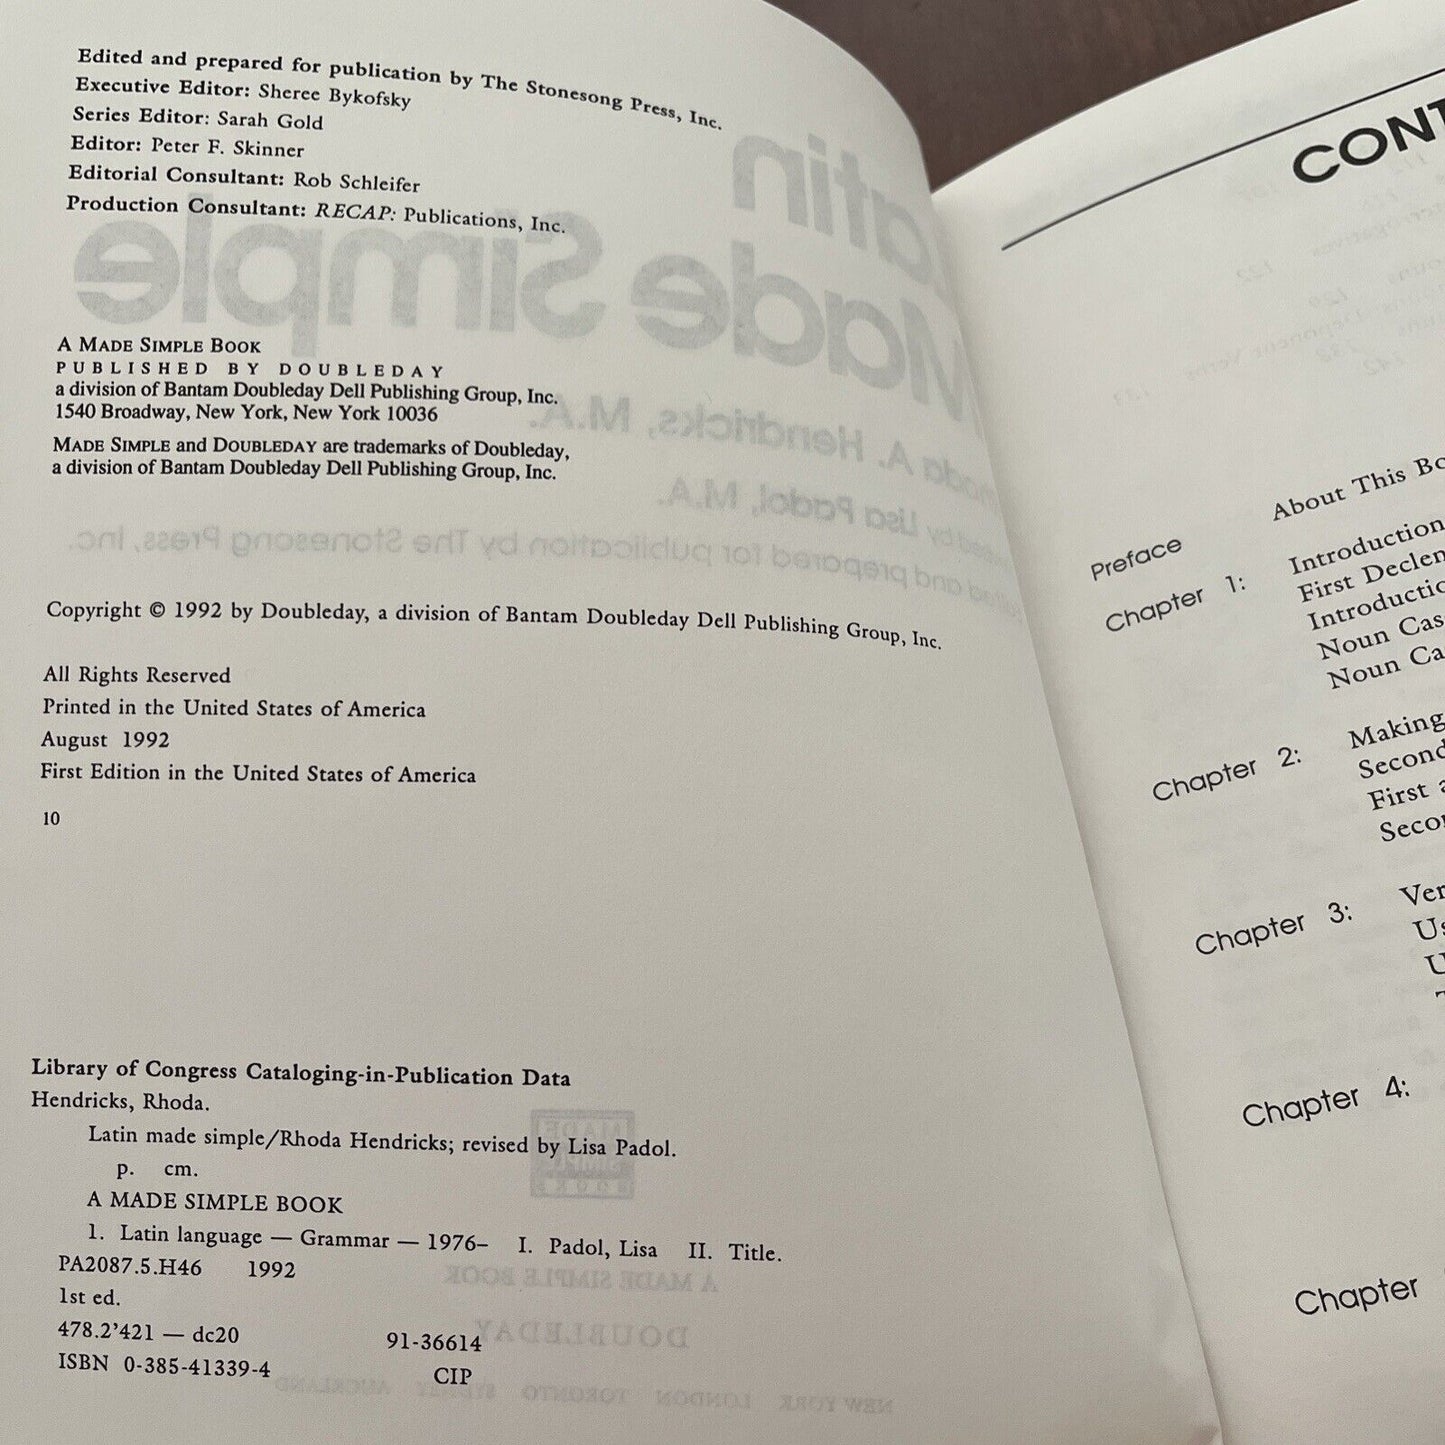 Edited and prepared for publication by The Stonesong Press, Inc.
Executive Editor: Sheree Bykofsky
Series Editor: Sarah Gold
Editor: Peter F. Skinner
Editorial Consultant: Rob Schleifer
Production Consultant: RECAP: Publications, Inc.
A MADE SIMPLE BOOK
PUBLISHED BY DOUBLEDAY
a division of Bantam Doubleday Dell Publishing Group, Inc.
1540 Broadway, New York, New York 10036
MADE SIMPLE and DOUBLEDAY are trademarks of Doubleday,
a division of Bantam Doubleday Dell Publishing Group, Inc.
Copyright © 1992 by Doubleday, a division of Bantam Doubleday Dell Publishing Group, Inc.
All Rights Reserved
Printed in the United States of America
August 1992
First Edition in the United States of America
10
Library of Congress Cataloging-in-Publication Data
Hendricks, Rhoda.
Latin made simple/Rhoda Hendricks; revised by Lisa Padol.
p. cm.
A MADE SIMPLE BOOK
1. Latin language — Grammar — 1976– I. Padol, Lisa II. Title.
PA2087.5.H46 1992
1st ed.
478.2’421 — dc20 91-36614
ISBN 0-385-41339-4 CIP
CONT
Preface About This Bo
Chapter 1: Introduction
First Declen
Introductio
Noun Cas
Noun Ca
Chapter 2: Making
Second
First a
Seco
Chapter 3: Ver
Us
U
Chapter 4:
Chapter